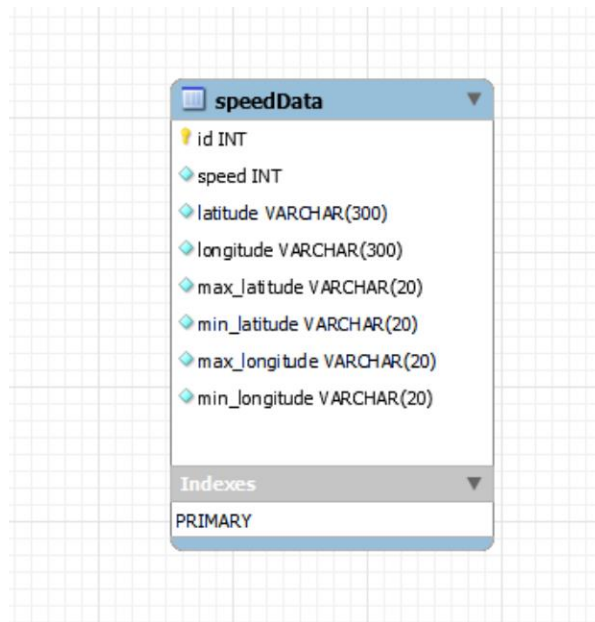 speedData
id INT
speed INT
latitude VARCHAR(300)
longitude VARCHAR(300)
max_latitude VARCHAR(20)
min_latitude VARCHAR(20)
max_longitude VARCHAR(20)
min_longitude VARCHAR(20)
Indexes
PRIMARY